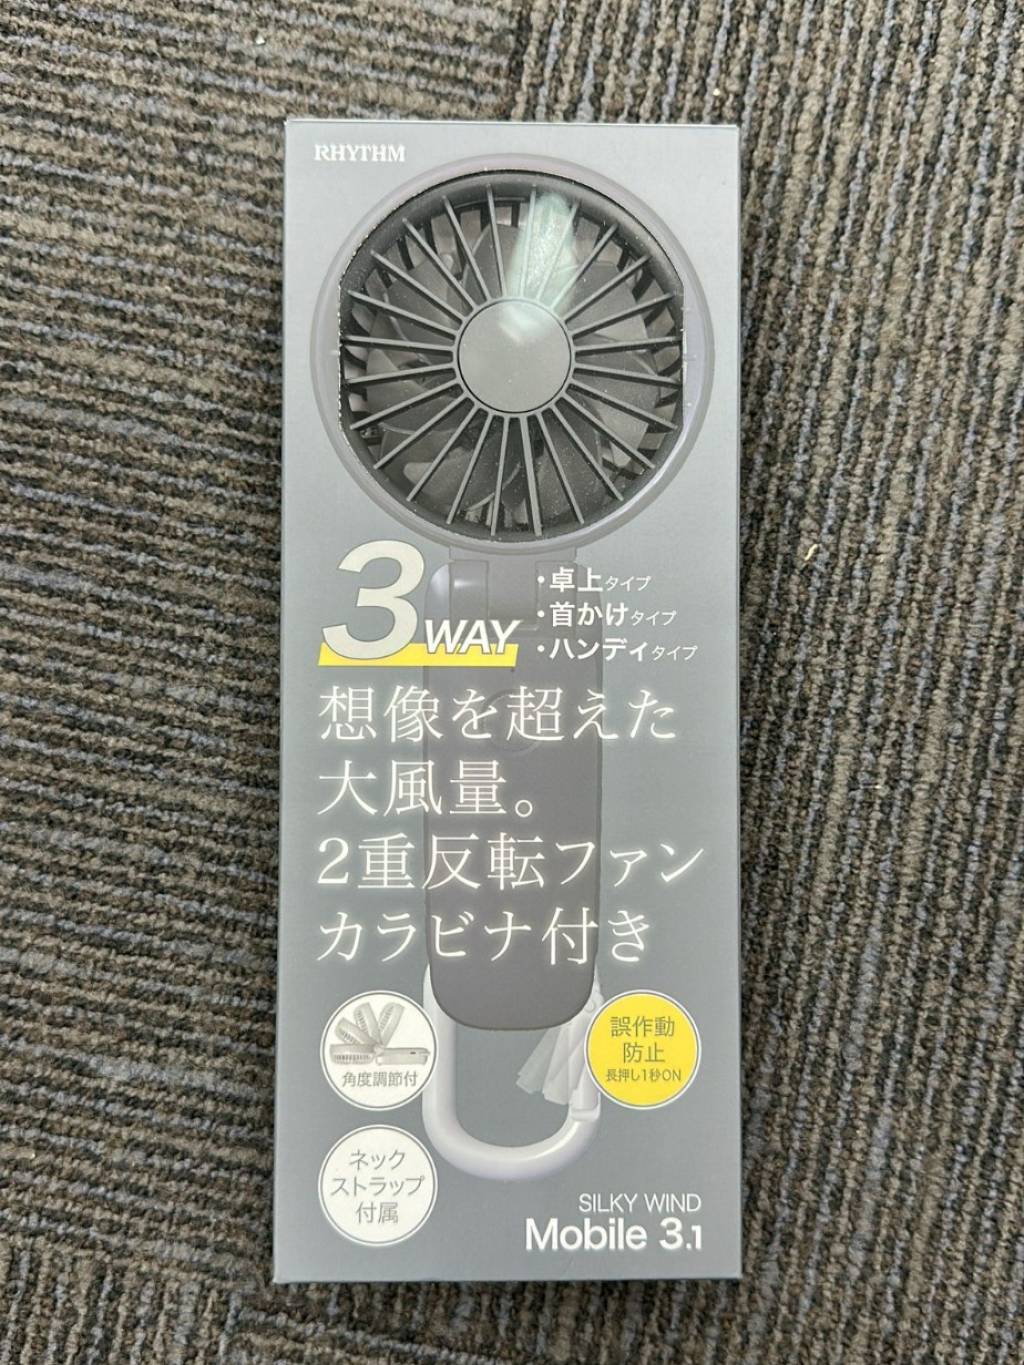 RHYTHM
3WAY
・卓上タイプ
・首かけタイプ
・ハンディタイプ
想像を超えた
大風量。
2重反転ファン
カラビナ付き
角度調節付
誤作動
防止
長押し1秒ON
ネック
ストラップ
付属
SILKY WIND
Mobile 3.1